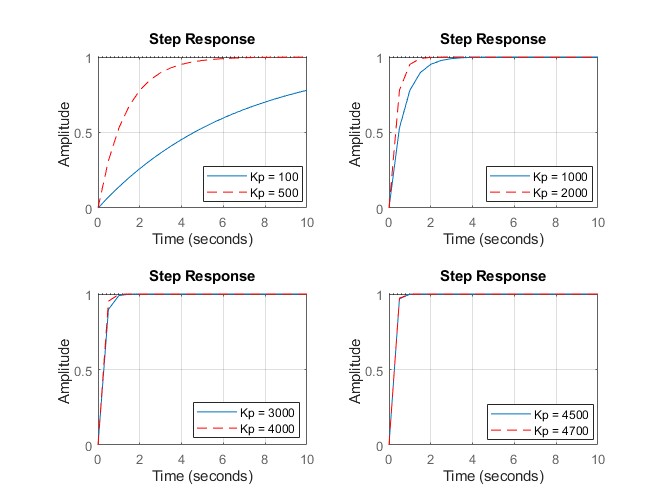 Step Response
1
0.5
0
Amplitude
Kp = 100
Kp = 500
0 2 4 6 8 10
Time (seconds)
Step Response
1
0.5
0
Amplitude
Kp = 1000
Kp = 2000
0 2 4 6 8 10
Time (seconds)
Step Response
1
0.5
0
Amplitude
Kp = 3000
Kp = 4000
0 2 4 6 8 10
Time (seconds)
Step Response
1
0.5
0
Amplitude
Kp = 4500
Kp = 4700
0 2 4 6 8 10
Time (seconds)